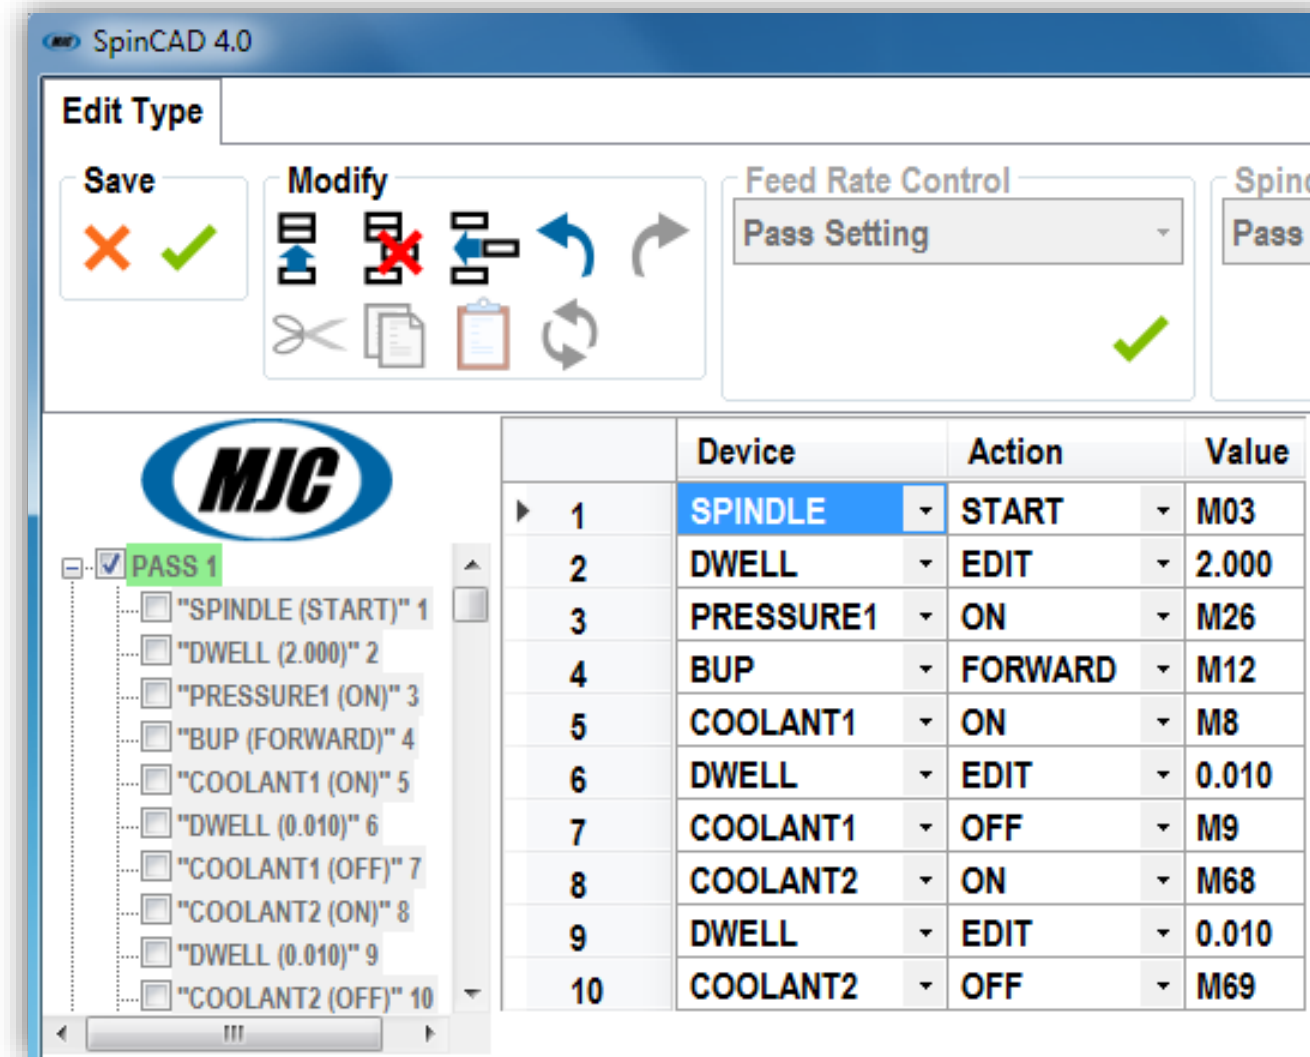 SpinCAD 4.0
Edit Type
Save
Modify
Feed Rate Control
Pass Setting
Spind
Pass
MJC
PASS 1
"SPINDLE (START)" 1
"DWELL (2.000)" 2
"PRESSURE1 (ON)" 3
"BUP (FORWARD)" 4
"COOLANT1 (ON)" 5
"DWELL (0.010)" 6
"COOLANT1 (OFF)" 7
"COOLANT2 (ON)" 8
"DWELL (0.010)" 9
"COOLANT2 (OFF)" 10
Device Action Value
1 SPINDLE START M03
2 DWELL EDIT 2.000
3 PRESSURE1 ON M26
4 BUP FORWARD M12
5 COOLANT1 ON M8
6 DWELL EDIT 0.010
7 COOLANT1 OFF M9
8 COOLANT2 ON M68
9 DWELL EDIT 0.010
10 COOLANT2 OFF M69